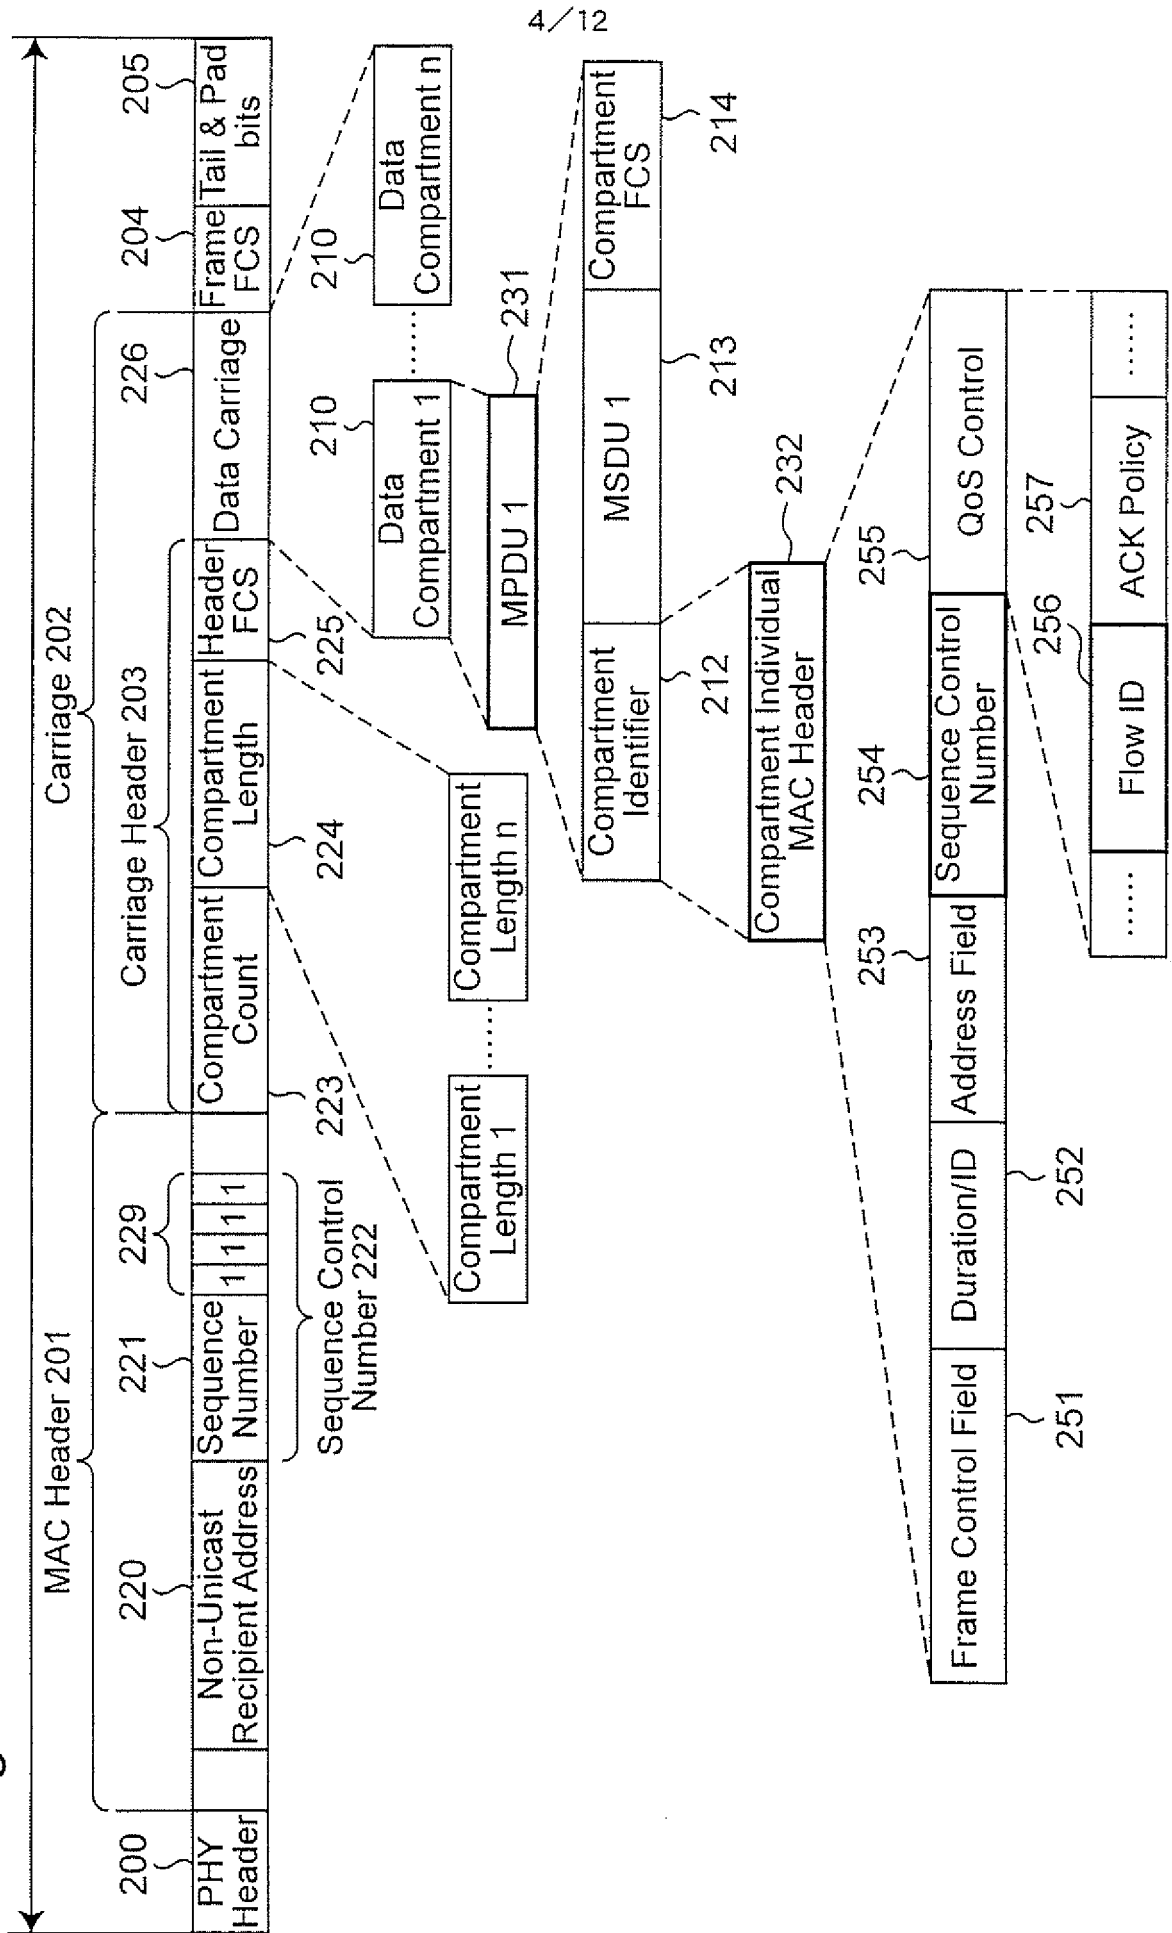 4/12
MAC Header 201
Carriage 202
Carriage Header 203
200
220
221
229
226
204
205
PHY
Header
Non-Unicast
Recipient Address
Sequence
Number
1
1
1
1
Compartment
Count
Compartment
Length
Header
FCS
Data Carriage
Frame
FCS
Tail & Pad
bits
Sequence Control
Number 222
223
224
225
210
210
Data
Compartment 1
......
Data
Compartment n
Compartment
Length 1
......
Compartment
Length n
MPDU 1
231
Compartment
Identifier
MSDU 1
Compartment
FCS
212
213
214
Compartment Individual
MAC Header
232
253
254
255
Frame Control Field
Duration/ID
Address Field
Sequence Control
Number
QoS Control
251
252
256
257
......
Flow ID
ACK Policy
......